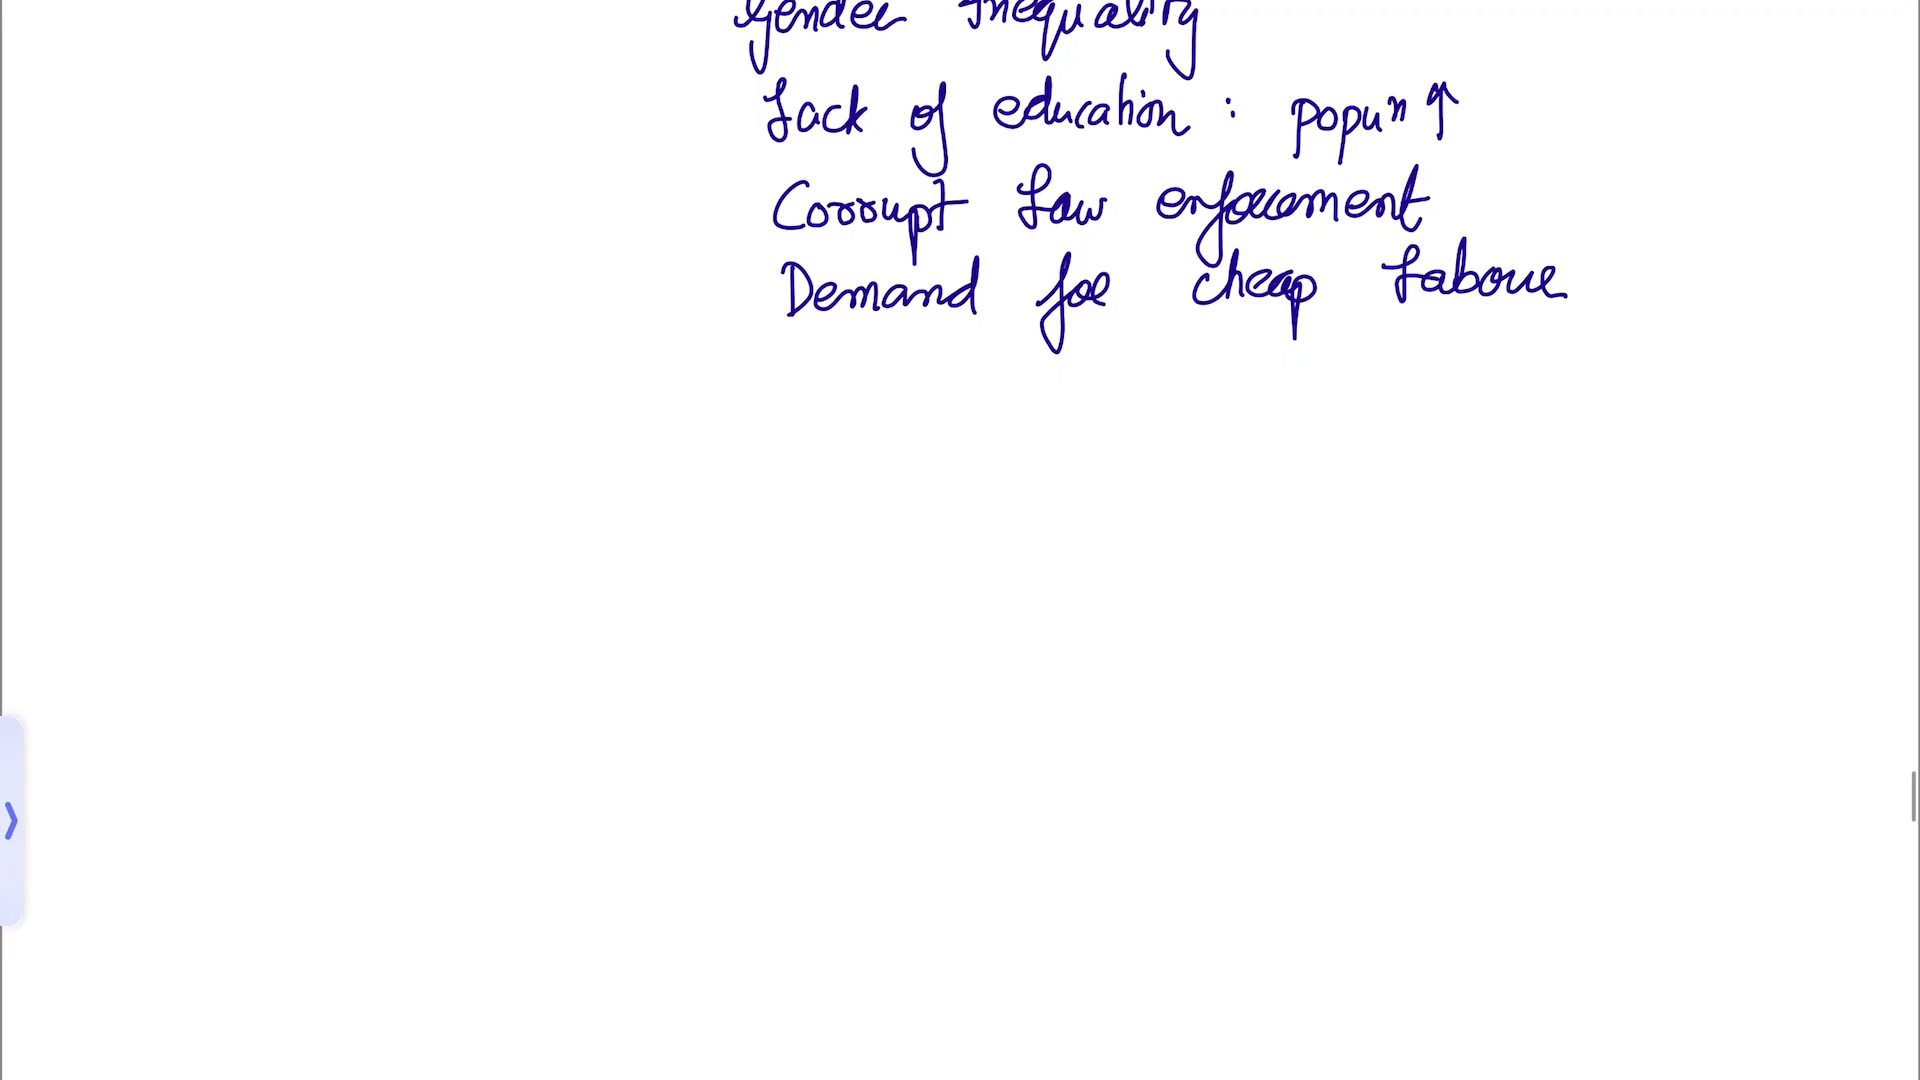 Gender Inequality
Lack of education : popuⁿ ↑
Corrupt Law enforcement
Demand for cheap Labour